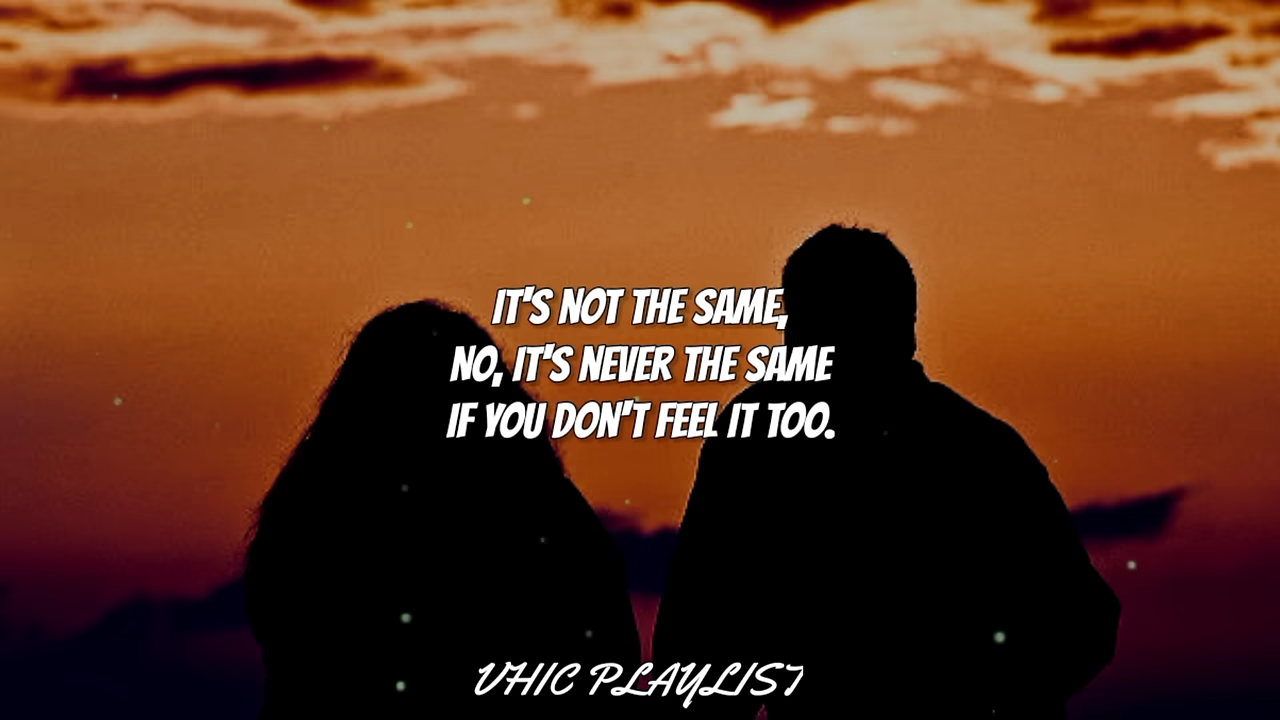 IT'S NOT THE SAME,
NO, IT'S NEVER THE SAME
IF YOU DON'T FEEL IT TOO.
VHIC PLAYLIST